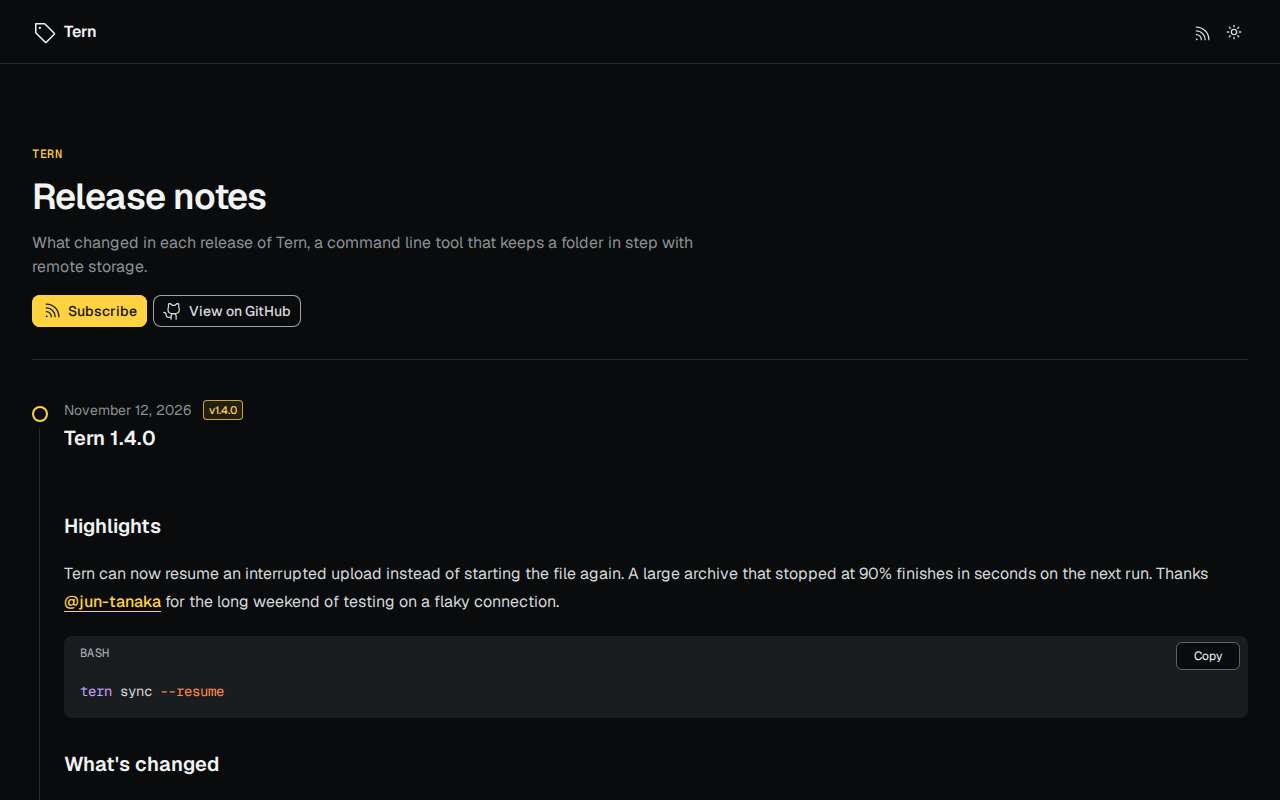 Tern
TERN
Release notes
What changed in each release of Tern, a command line tool that keeps a folder in step with
remote storage.
Subscribe
View on GitHub
November 12, 2026
v1.4.0
Tern 1.4.0
Highlights
Tern can now resume an interrupted upload instead of starting the file again. A large archive that stopped at 90% finishes in seconds on the next run. Thanks
@jun-tanaka for the long weekend of testing on a flaky connection.
BASH
Copy
tern sync --resume
What's changed